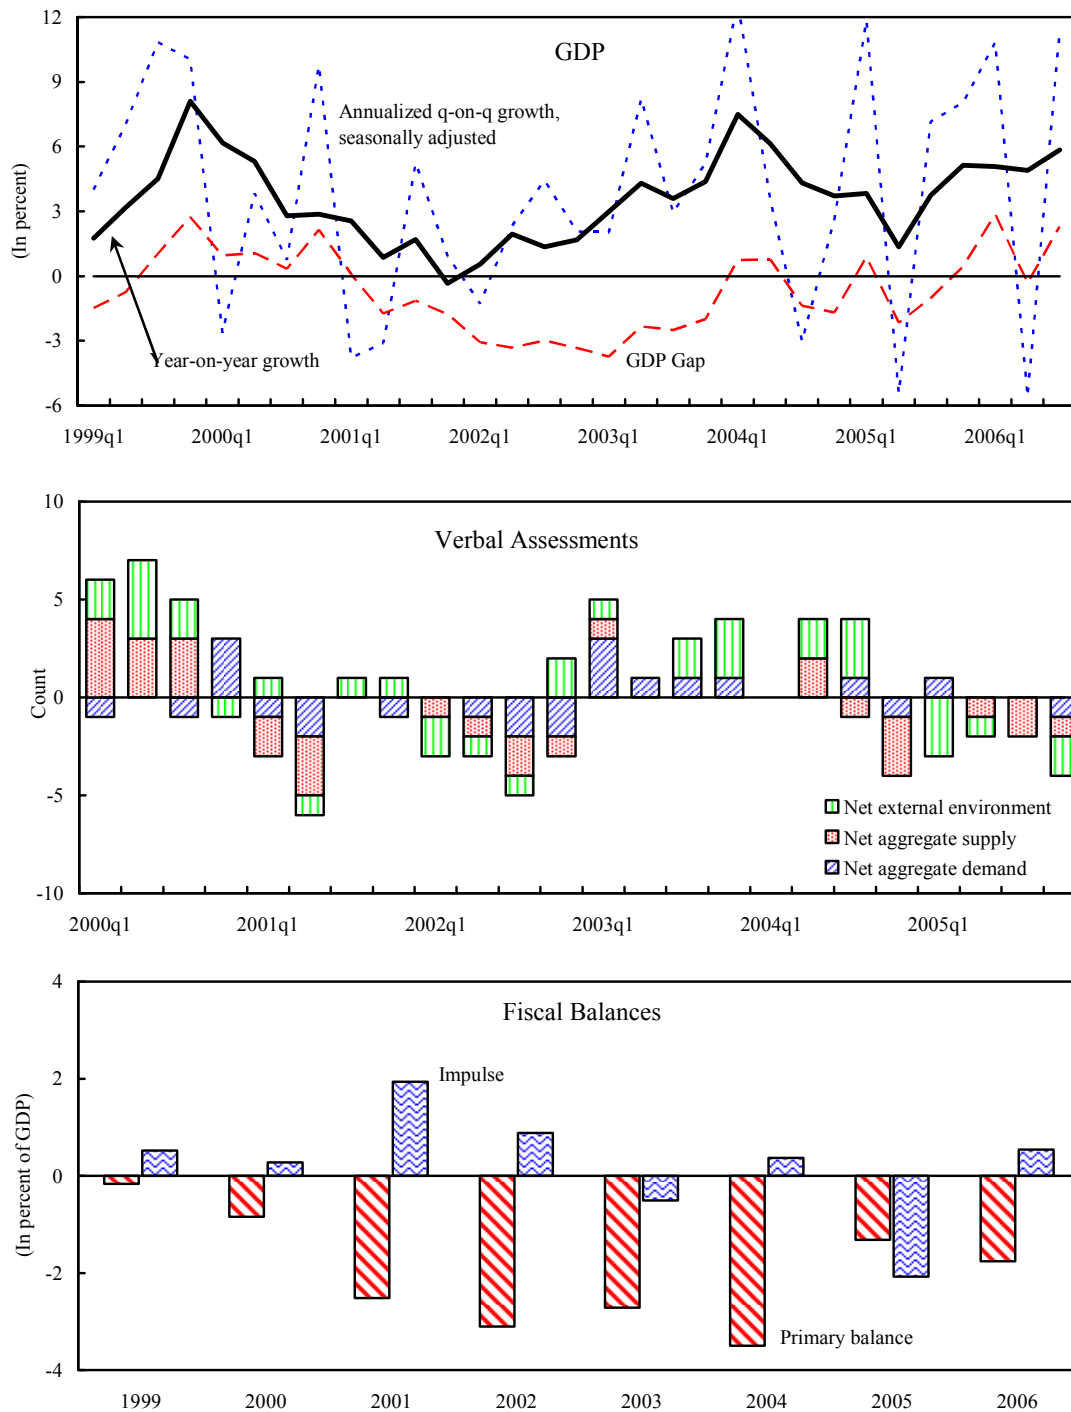 12
GDP
9
Annualized q-on-q growth,
seasonally adjusted
6
(In percent)
3
0
-3
Year-on-year growth
GDP Gap
-6
1999q1 2000q1 2001q1 2002q1 2003q1 2004q1 2005q1 2006q1
10
Verbal Assessments
5
Count
0
-5
Net external environment
Net aggregate supply
Net aggregate demand
-10
2000q1 2001q1 2002q1 2003q1 2004q1 2005q1
4
Fiscal Balances
2
Impulse
(In percent of GDP)
0
-2
Primary balance
-4
1999 2000 2001 2002 2003 2004 2005 2006